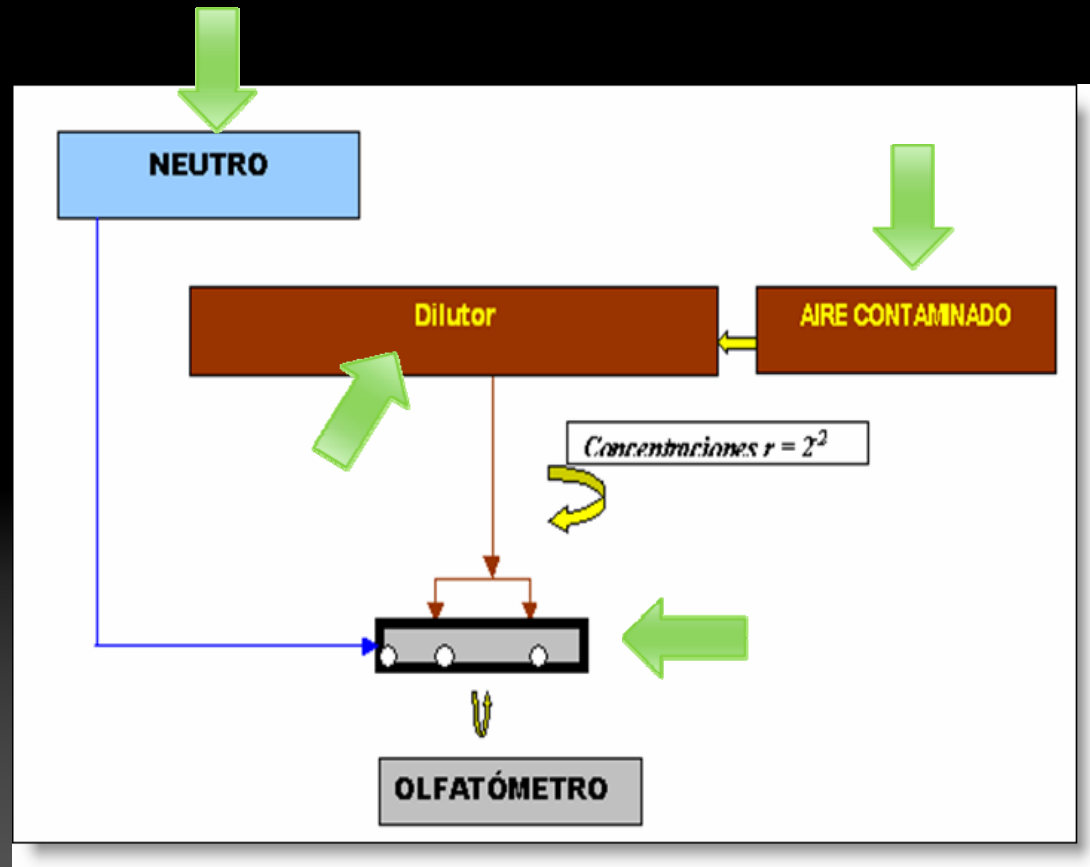 NEUTRO
Dilutor
AIRE CONTAMINADO
Concentraciones r = 2²
OLFATÓMETRO